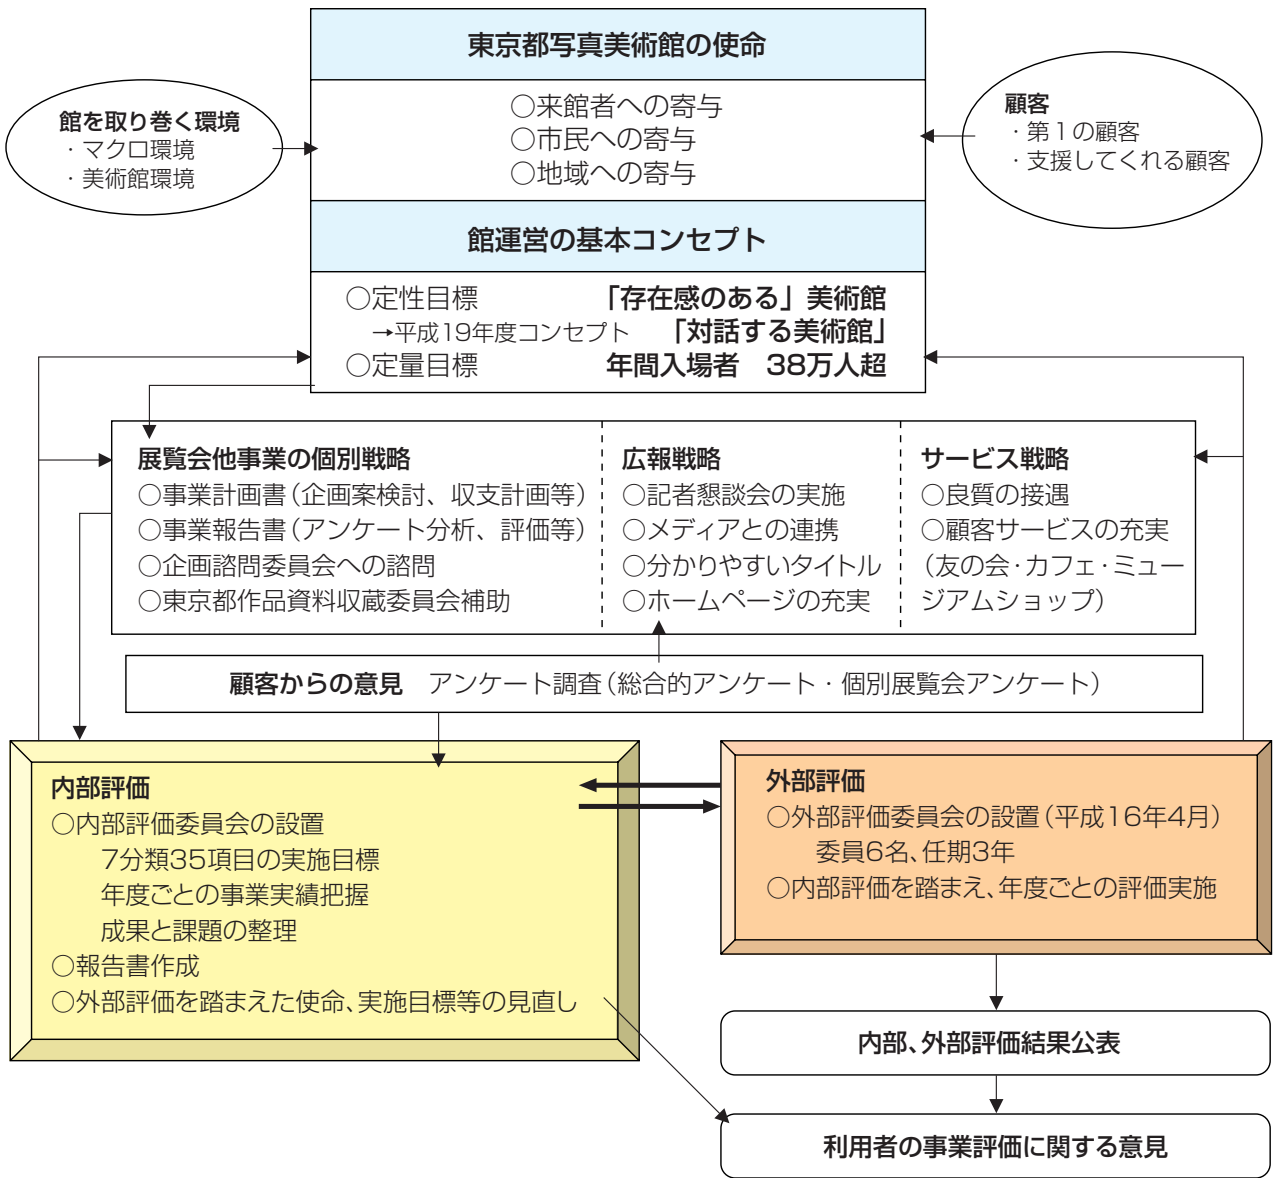 東京都写真美術館の使命
○来館者への寄与
○市民への寄与
○地域への寄与
館を取り巻く環境
・マクロ環境
・美術館環境
顧客
・第1の顧客
・支援してくれる顧客
館運営の基本コンセプト
○定性目標 「存在感のある」美術館
→平成19年度コンセプト 「対話する美術館」
○定量目標 年間入場者 38万人超
展覧会他事業の個別戦略
○事業計画書(企画案検討、収支計画等)
○事業報告書(アンケート分析、評価等)
○企画諮問委員会への諮問
○東京都作品資料収蔵委員会補助
広報戦略
○記者懇談会の実施
○メディアとの連携
○分かりやすいタイトル
○ホームページの充実
サービス戦略
○良質の接遇
○顧客サービスの充実
(友の会・カフェ・ミュー
ジアムショップ)
顧客からの意見 アンケート調査(総合的アンケート・個別展覧会アンケート)
内部評価
○内部評価委員会の設置
7分類35項目の実施目標
年度ごとの事業実績把握
成果と課題の整理
○報告書作成
○外部評価を踏まえた使命、実施目標等の見直し
外部評価
○外部評価委員会の設置(平成16年4月)
委員6名、任期3年
○内部評価を踏まえ、年度ごとの評価実施
内部、外部評価結果公表
利用者の事業評価に関する意見